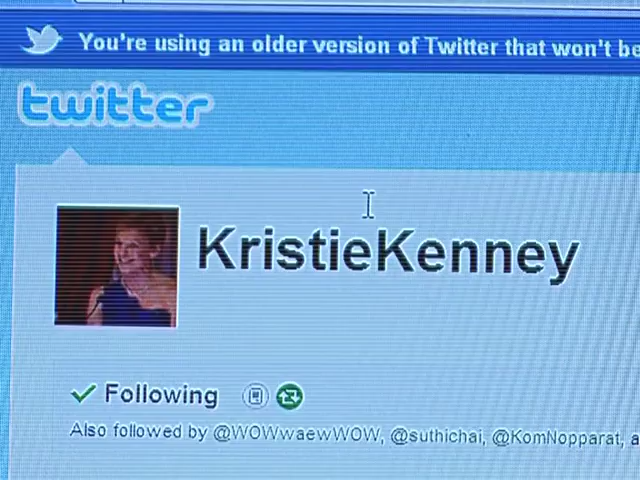 You're using an older version of Twitter that won't be
twitter
KristieKenney
Following
Also followed by @WOWwaewWOW, @suthichai, @KomNopparat, a